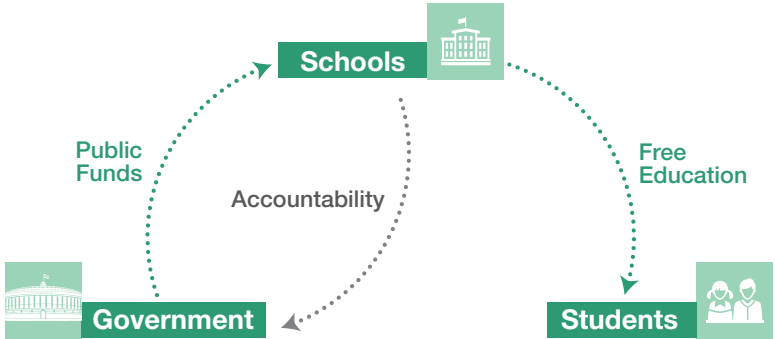 Schools
Public
Funds
Free
Education
Accountability
Government
Students